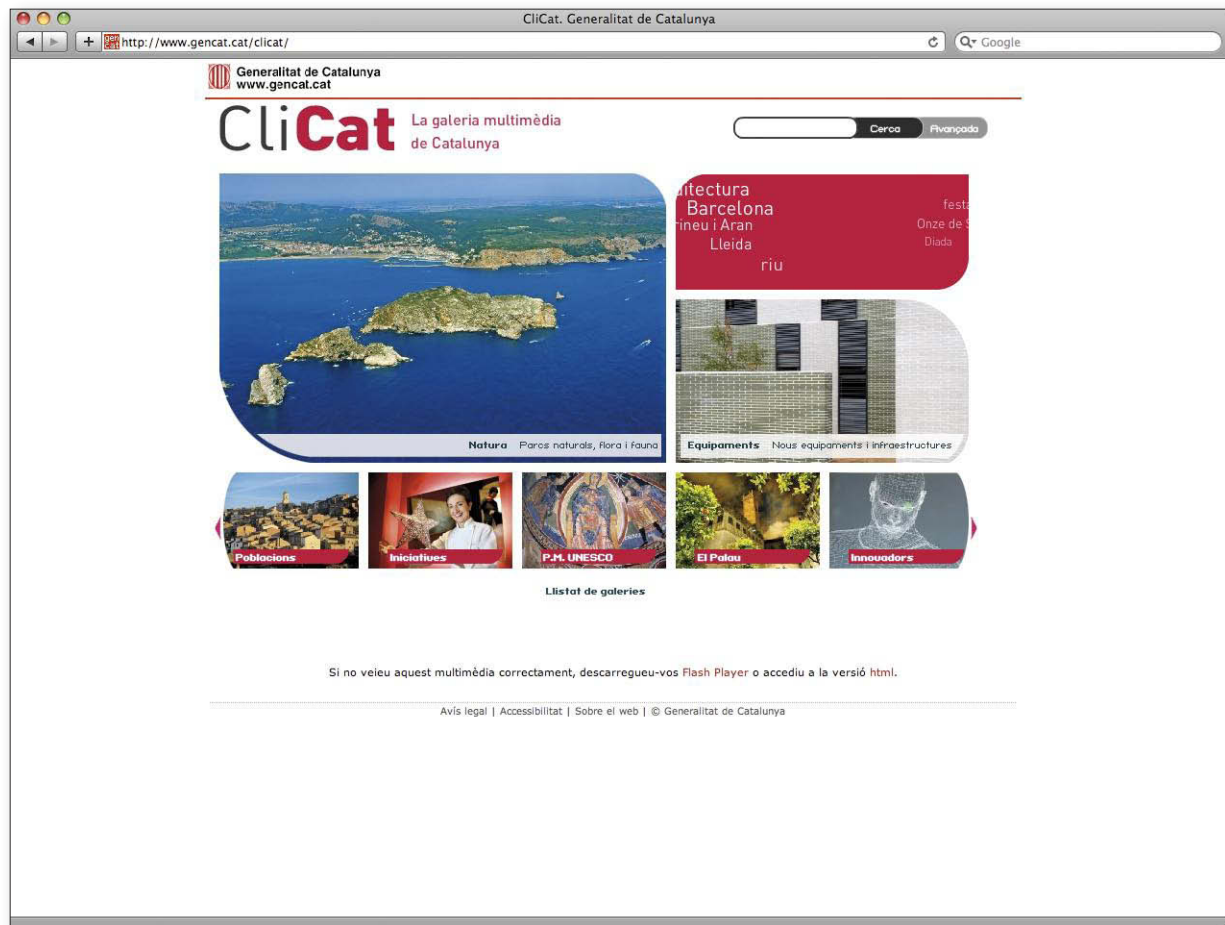 CliCat. Generalitat de Catalunya
http://www.gencat.cat/clicat/
Google
Generalitat de Catalunya
www.gencat.cat
CliCat
La galeria multimèdia
de Catalunya
Cerca
Avançada
itectura
Barcelona
rineu i Aran
Lleida
riu
festa
Onze de S
Diada
Natura Parcs naturals, flora i fauna
Equipaments Nous equipaments i infraestructures
Poblacions
Iniciatives
P.M. UNESCO
El Palau
Innovadors
Llistat de galeries
Si no veieu aquest multimèdia correctament, descarregueu-vos Flash Player o accediu a la versió html.
Avís legal | Accessibilitat | Sobre el web | © Generalitat de Catalunya